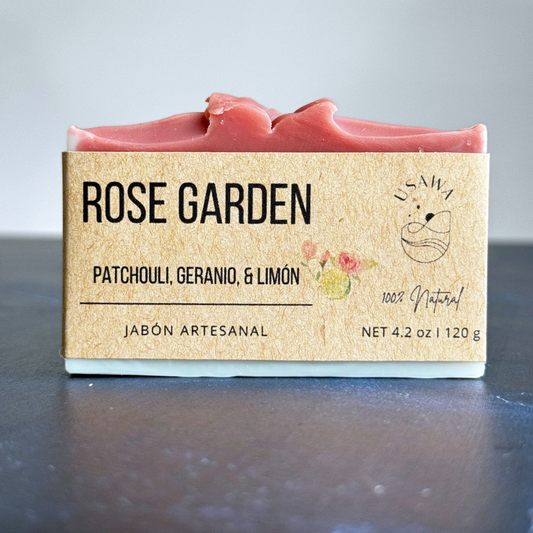 ROSE GARDEN
USAWA
PATCHOULI, GERANIO, & LIMÓN
100% Natural
JABÓN ARTESANAL
NET 4.2 oz | 120 g